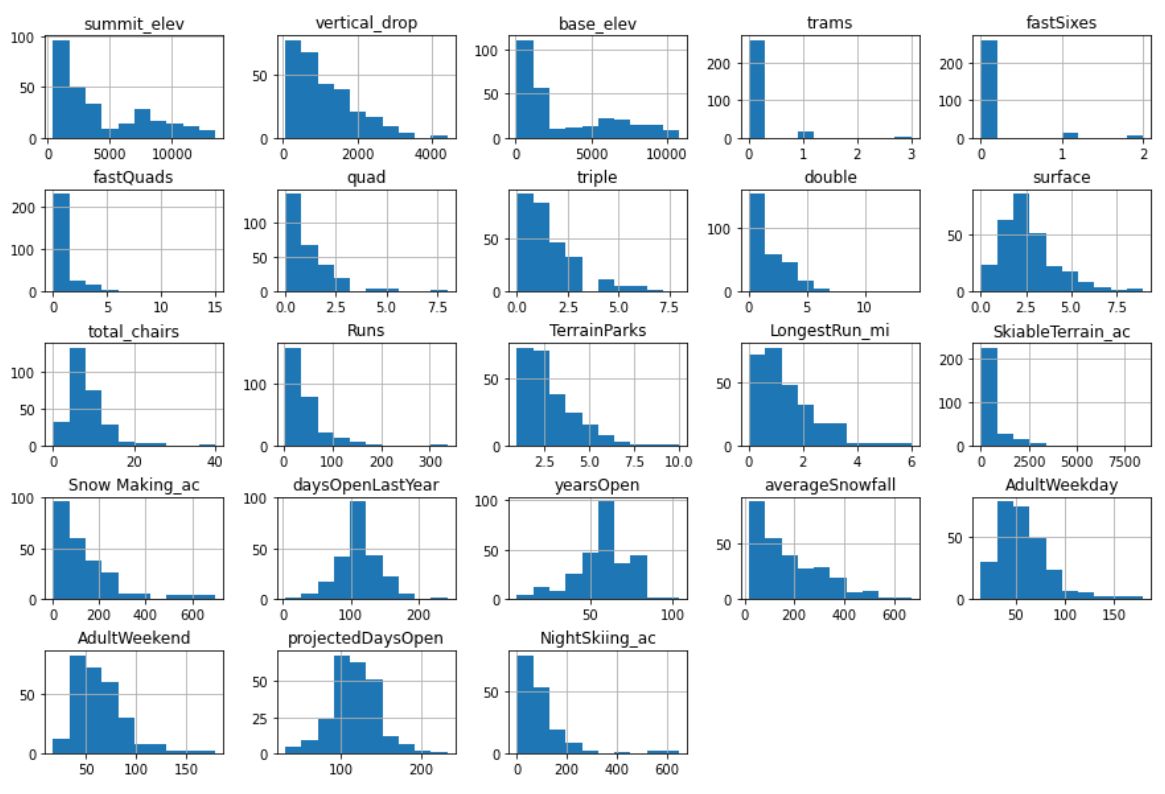 summit_elev vertical_drop base_elev trams fastSixes
100 50 0 0 5000 10000
50 0 0 2000 4000
100 50 0 0 5000 10000
200 100 0 0 1 2 3
200 100 0 0 1 2
fastQuads quad triple double surface
200 100 0 0 5 10 15
100 50 0 0.0 2.5 5.0 7.5
50 0 0.0 2.5 5.0 7.5
100 0 0 5 10
50 0 0.0 2.5 5.0 7.5
total_chairs Runs TerrainParks LongestRun_mi SkiableTerrain_ac
100 50 0 0 20 40
100 0 0 100 200 300
50 0 2.5 5.0 7.5 10.0
50 0 0 2 4 6
200 100 0 0 2500 5000 7500
Snow Making_ac daysOpenLastYear yearsOpen averageSnowfall AdultWeekday
100 50 0 0 200 400 600
100 50 0 0 100 200
100 50 0 50 100
50 0 0 200 400 600
50 0 50 100 150
AdultWeekend projectedDaysOpen NightSkiing_ac
50 0 50 100 150
50 25 0 100 200
50 0 0 200 400 600